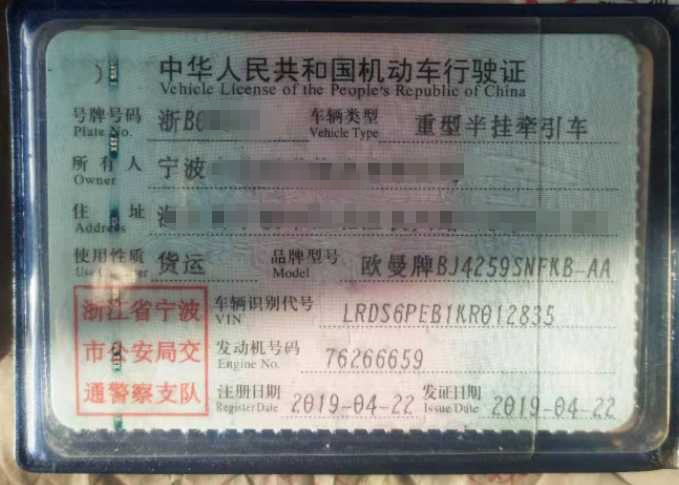 中华人民共和国机动车行驶证
Vehicle License of the People's Republic of China
号牌号码 浙B 车辆类型 重型半挂牵引车
Plate No. Vehicle Type
所有人 宁波
Owner
住址
Address
使用性质 货运 品牌型号 欧曼牌BJ4259SNFKB-AA
Use Character Model
浙江省宁波 车辆识别代号 LRDS6PEB1KR012835
VIN
市公安局交 发动机号码 76266659
Engine No.
通警察支队 注册日期 2019-04-22 发证日期 2019-04-22
Register Date Issue Date